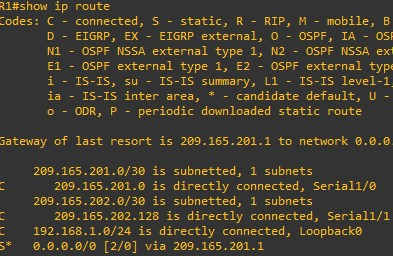 R1#show ip route
Codes: C - connected, S - static, R - RIP, M - mobile, B
D - EIGRP, EX - EIGRP external, O - OSPF, IA - OSP
N1 - OSPF NSSA external type 1, N2 - OSPF NSSA ext
E1 - OSPF external type 1, E2 - OSPF external typ
i - IS-IS, su - IS-IS summary, L1 - IS-IS level-1,
ia - IS-IS inter area, * - candidate default, U -
o - ODR, P - periodic downloaded static route
Gateway of last resort is 209.165.201.1 to network 0.0.0.
209.165.201.0/30 is subnetted, 1 subnets
C 209.165.201.0 is directly connected, Serial1/0
209.165.202.0/30 is subnetted, 1 subnets
C 209.165.202.128 is directly connected, Serial1/1
C 192.168.1.0/24 is directly connected, Loopback0
S* 0.0.0.0/0 [2/0] via 209.165.201.1